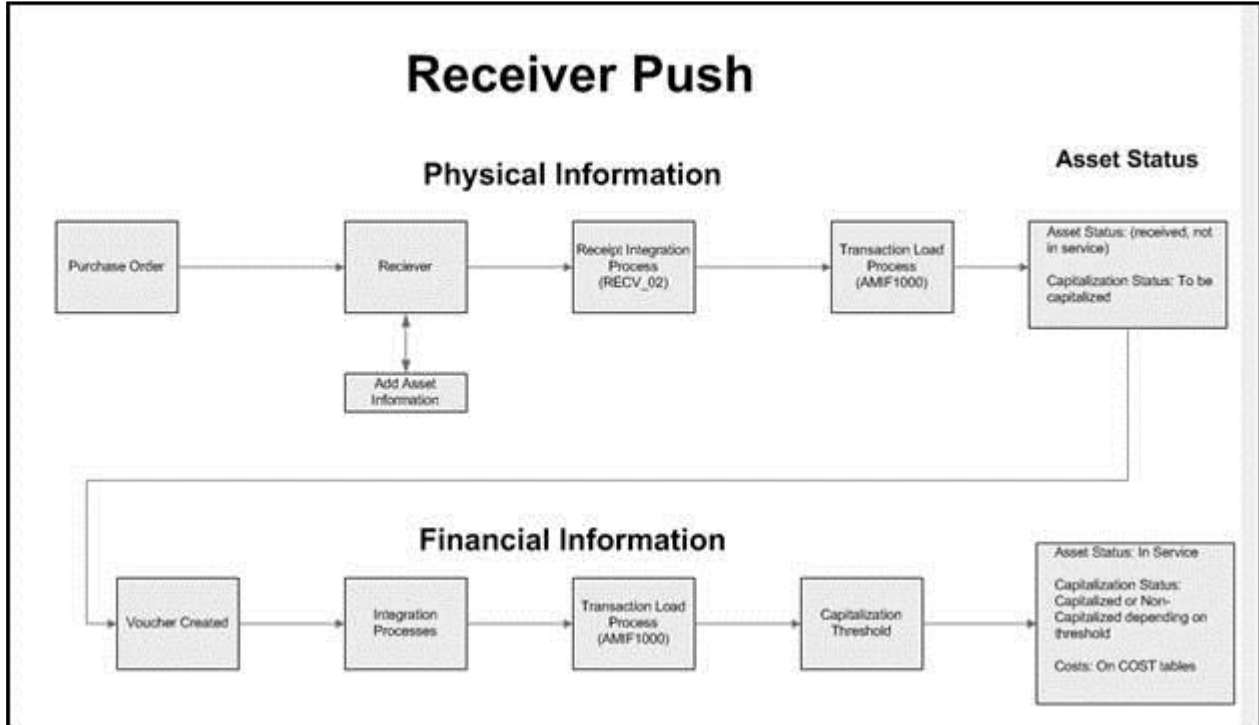 Receiver Push
Physical Information
Asset Status
Purchase Order
Reciever
Receipt Integration
Process
(RECV_02)
Transaction Load
Process
(AMIF1000)
Asset Status: (received, not
in service)
Capitalization Status: To be
capitalized
Add Asset
Information
Financial Information
Voucher Created
Integration
Processes
Transaction Load
Process
(AMIF1000)
Capitalization
Threshold
Asset Status: In Service
Capitalization Status:
Capitalized or Non-
Capitalized depending on
threshold
Costs: On COST tables